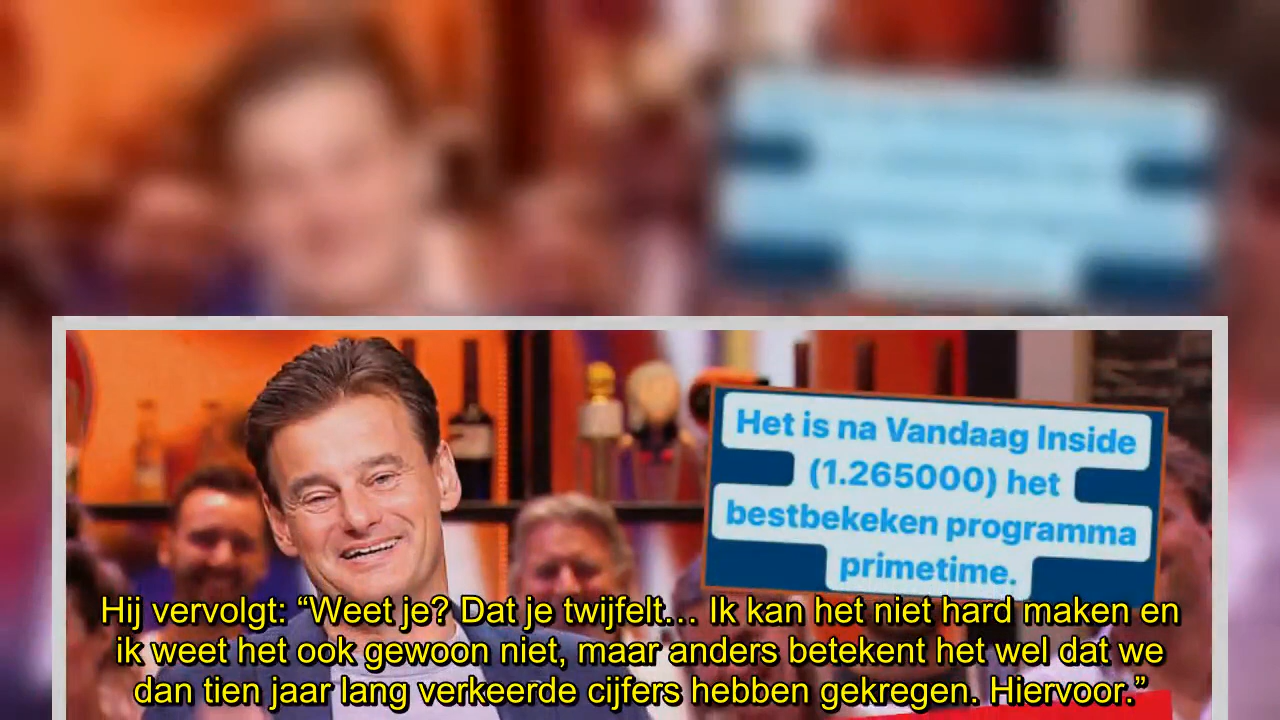 Het is na Vandaag Inside
(1.265000) het
bestbekeken programma
primetime.
Hij vervolgt: “Weet je? Dat je twijfelt… Ik kan het niet hard maken en
ik weet het ook gewoon niet, maar anders betekent het wel dat we
dan tien jaar lang verkeerde cijfers hebben gekregen. Hiervoor.”